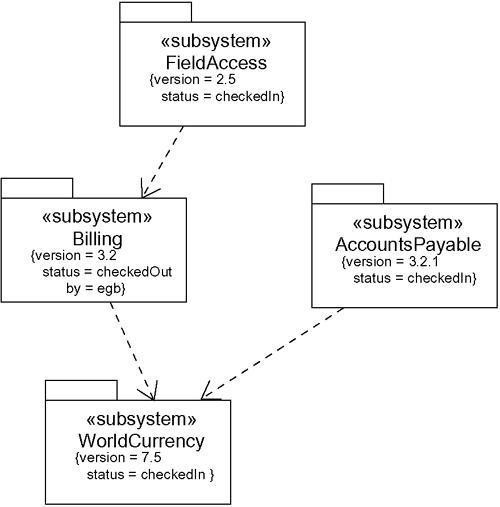 «subsystem»
FieldAccess
{version = 2.5
status = checkedIn}
«subsystem»
Billing
{version = 3.2
status = checkedOut
by = egb}
«subsystem»
AccountsPayable
{version = 3.2.1
status = checkedIn}
«subsystem»
WorldCurrency
{version = 7.5
status = checkedIn }